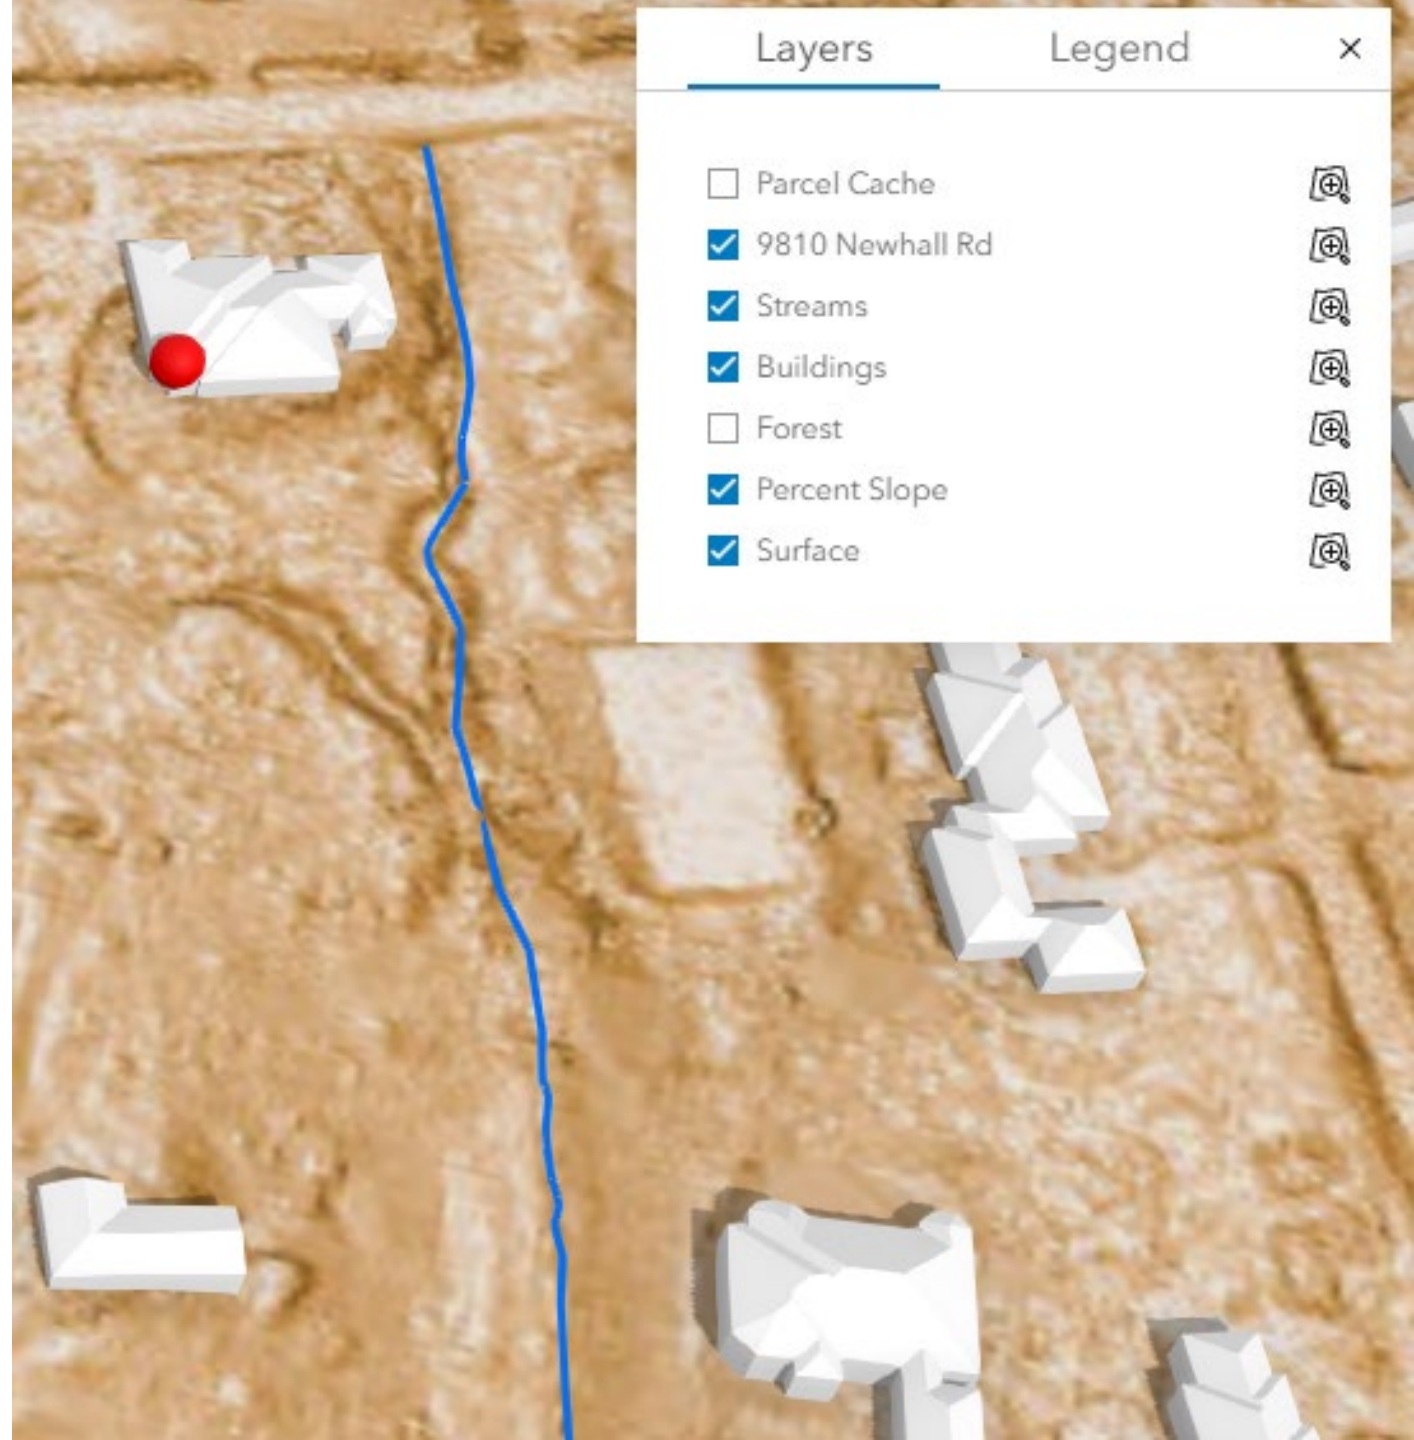 Layers Legend
Parcel Cache
9810 Newhall Rd
Streams
Buildings
Forest
Percent Slope
Surface